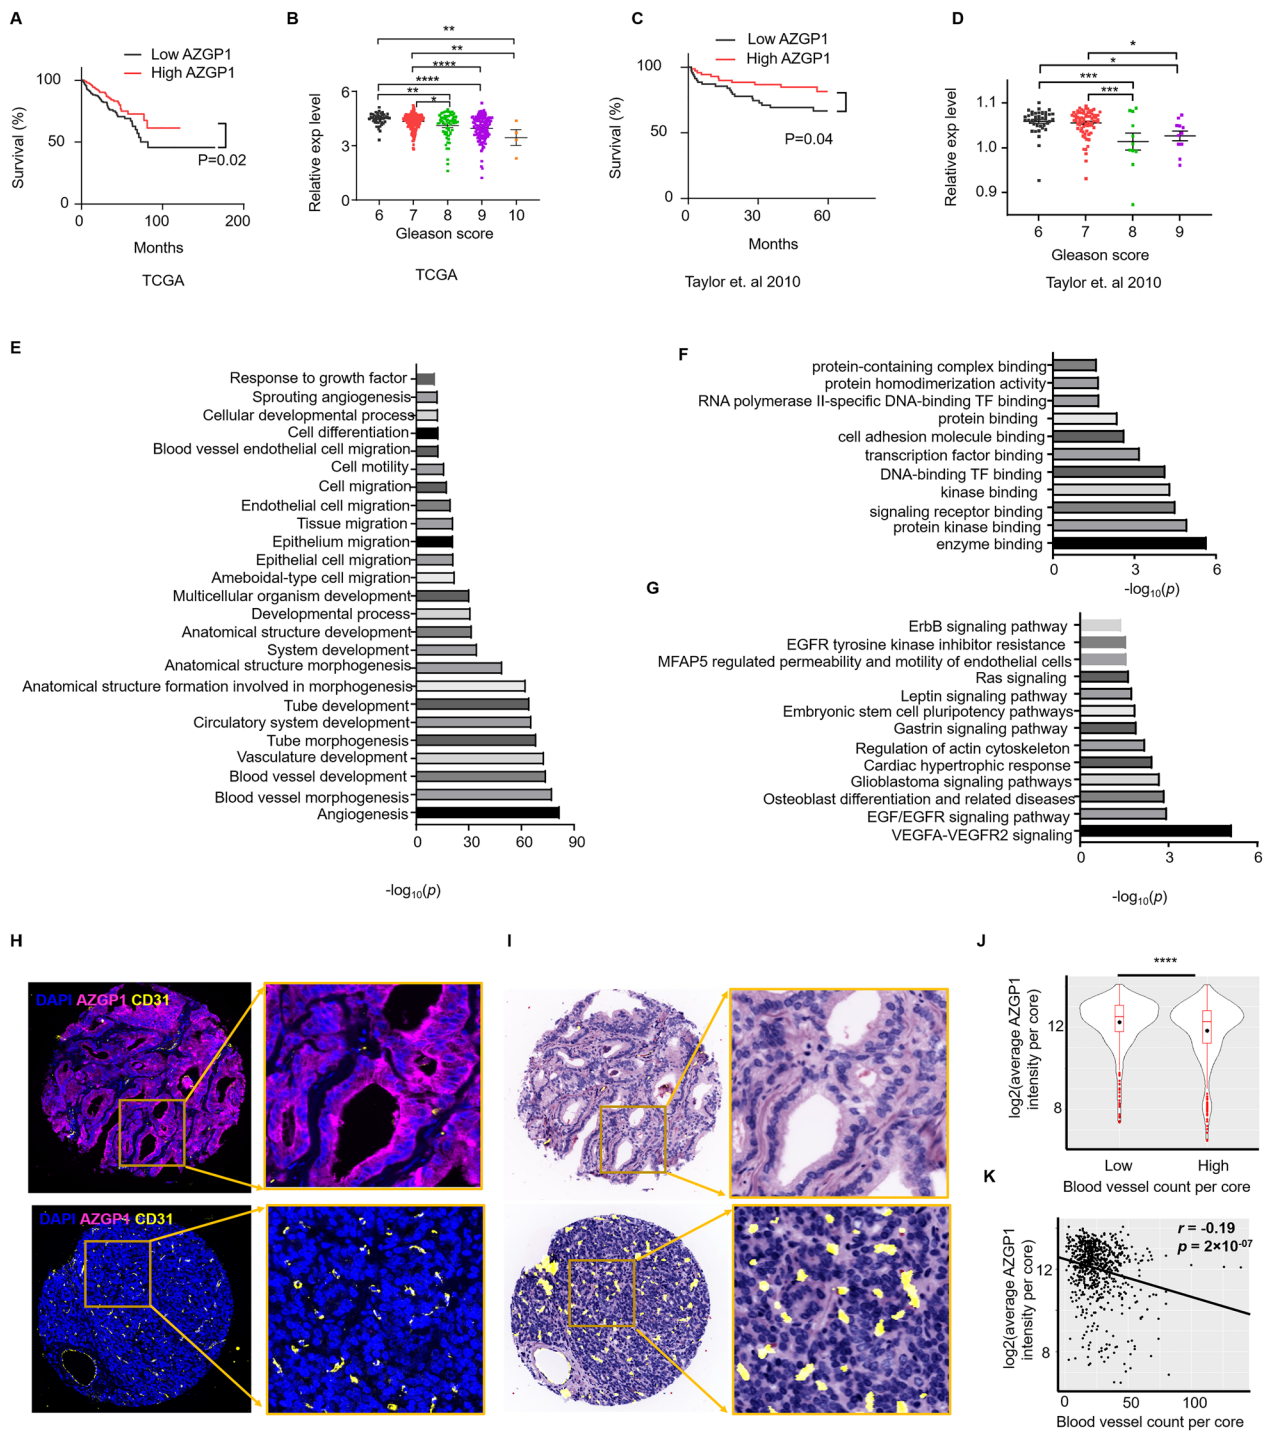 A
Low AZGP1
High AZGP1
Survival (%)
100
50
0
P=0.02
0
100
200
Months
TCGA
B
**
**
****
****
**
*
Relative exp level
6
3
0
6
7
8
9
10
Gleason score
TCGA
C
Low AZGP1
High AZGP1
Survival (%)
100
50
0
P=0.04
0
30
60
Months
Taylor et. al 2010
D
*
*
***
***
Relative exp level
1.1
1.0
0.9
6
7
8
9
Gleason score
Taylor et. al 2010
E
Response to growth factor
Sprouting angiogenesis
Cellular developmental process
Cell differentiation
Blood vessel endothelial cell migration
Cell motility
Cell migration
Endothelial cell migration
Tissue migration
Epithelium migration
Epithelial cell migration
Ameboidal-type cell migration
Multicellular organism development
Developmental process
Anatomical structure development
System development
Anatomical structure morphogenesis
Anatomical structure formation involved in morphogenesis
Tube development
Circulatory system development
Tube morphogenesis
Vasculature development
Blood vessel development
Blood vessel morphogenesis
Angiogenesis
0
30
60
90
-log10(p)
F
protein-containing complex binding
protein homodimerization activity
RNA polymerase II-specific DNA-binding TF binding
protein binding
cell adhesion molecule binding
transcription factor binding
DNA-binding TF binding
kinase binding
signaling receptor binding
protein kinase binding
enzyme binding
0
3
6
-log10(p)
G
ErbB signaling pathway
EGFR tyrosine kinase inhibitor resistance
MFAP5 regulated permeability and motility of endothelial cells
Ras signaling
Leptin signaling pathway
Embryonic stem cell pluripotency pathways
Gastrin signaling pathway
Regulation of actin cytoskeleton
Cardiac hypertrophic response
Glioblastoma signaling pathways
Osteoblast differentiation and related diseases
EGF/EGFR signaling pathway
VEGFA-VEGFR2 signaling
0
3
6
-log10(p)
H
DAPI AZGP1 CD31
DAPI AZGP1 CD31
I
J
****
log2(average AZGP1
intensity per core)
12
8
Low
High
Blood vessel count per core
K
r = -0.19
p = 2×10-07
log2(average AZGP1
intensity per core)
12
8
0
50
100
Blood vessel count per core